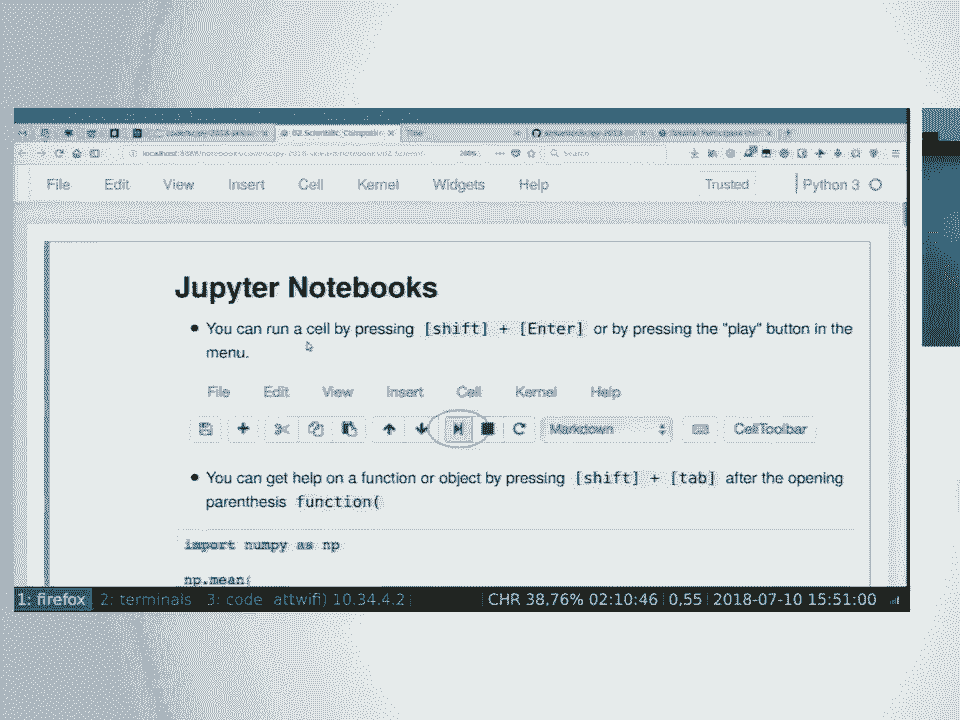 File Edit View Insert Cell Kernel Widgets Help Trusted Python 3
Jupyter Notebooks
You can run a cell by pressing [shift] + [Enter] or by pressing the "play" button in the
menu.
File Edit View Insert Cell Kernel Help
Markdown CellToolbar
You can get help on a function or object by pressing [shift] + [tab] after the opening
parenthesis function(
import numpy as np
np.mean(
1: firefox 2: terminals 3: code attwifi) 10.34.4.2 CHR 38,76% 02:10:46 0,55 2018-07-10 15:51:00